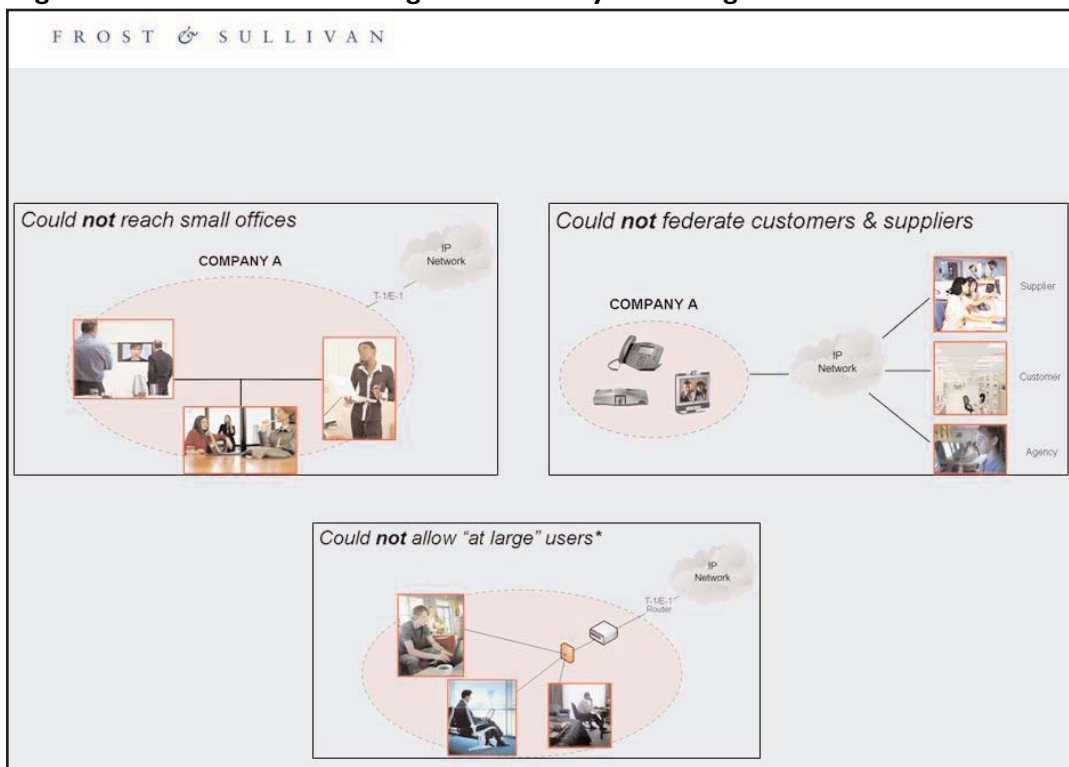 FROST & SULLIVAN
Could not reach small offices
COMPANY A
IP
Network
T-1/E-1
Could not federate customers & suppliers
COMPANY A
IP
Network
Supplier
Customer
Agency
Could not allow “at large” users*
IP
Network
T-1/E-1
Router